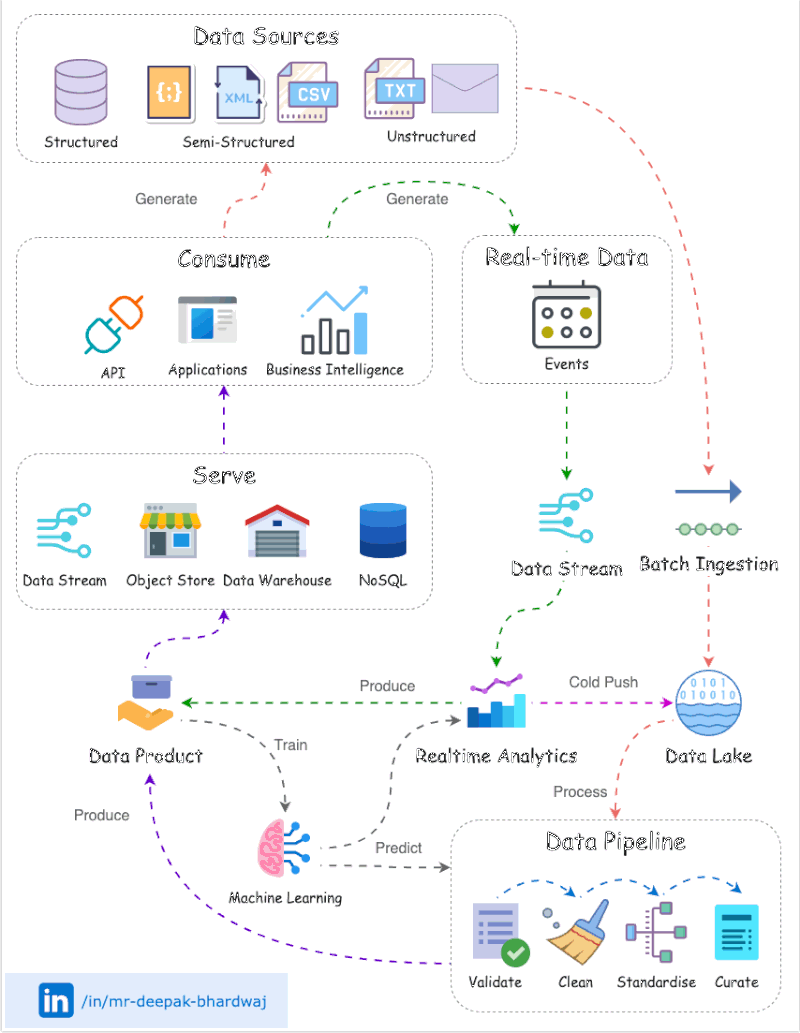 Data Sources
{;}
XML
CSV
TXT
Structured
Semi-Structured
Unstructured
Generate
Generate
Consume
API
Applications
Business Intelligence
Real-time Data
Events
Serve
Data Stream
Object Store
Data Warehouse
NoSQL
Data Stream
Batch Ingestion
0101
010010
Produce
Cold Push
Data Product
Realtime Analytics
Data Lake
Train
Process
Produce
Predict
Machine Learning
Data Pipeline
Validate
Clean
Standardise
Curate
in /in/mr-deepak-bhardwaj